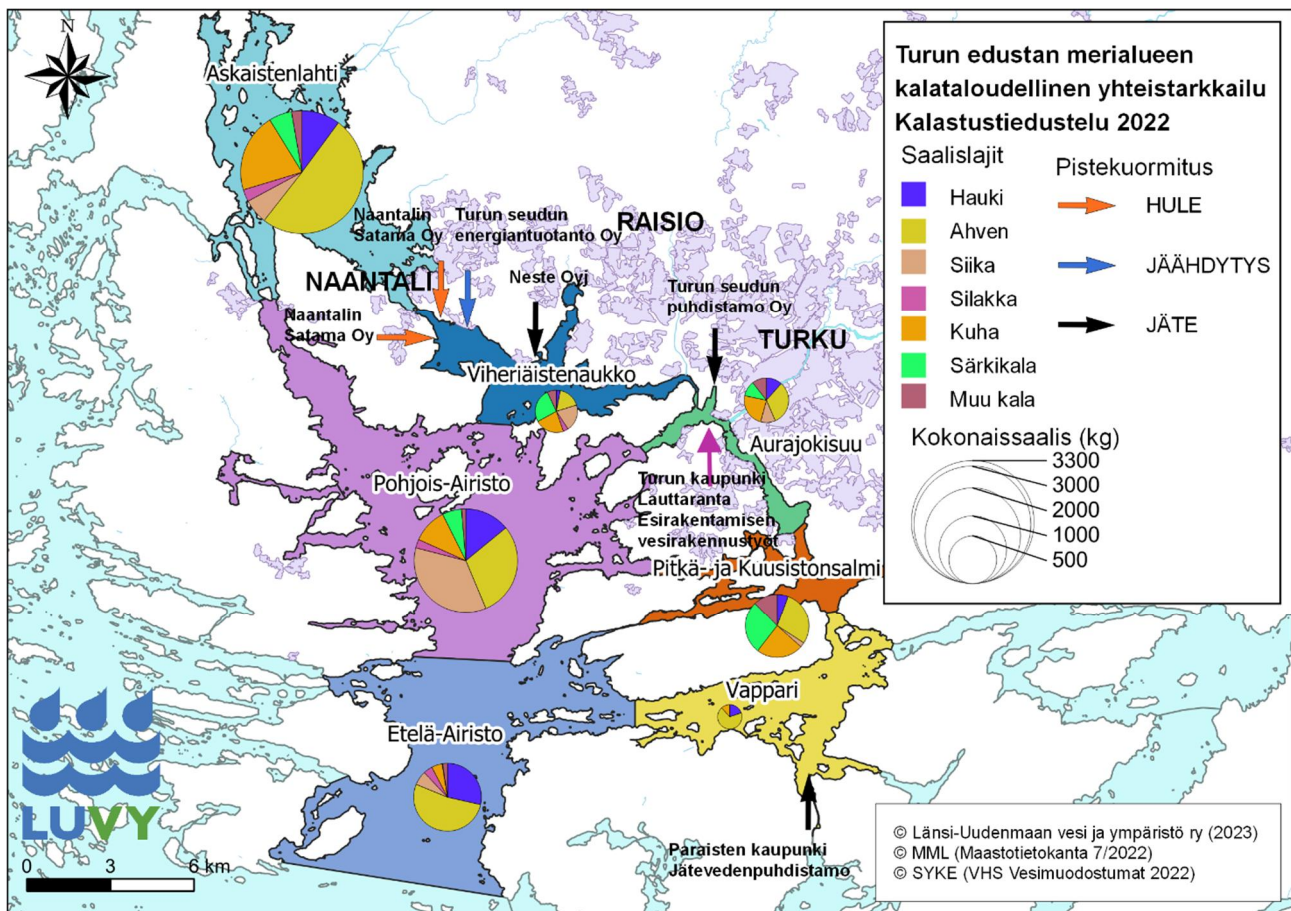 N
Askaistenlahti
Naantalin
Satama Oy
Turun seudun
energiantuotanto Oy
RAISIO
NAANTALI
Neste Oyj
Turun seudun
puhdistamo Oy
Naantalin
Satama Oy
TURKU
Viheriäistenaukko
Aurajokisuu
Pohjois-Airisto
Turun kaupunki
Lauttaranta
Esirakentamisen
vesirakennustyöt
Pitkä- ja Kuusistonsalmi
Vappari
Etelä-Airisto
Paraisten kaupunki
Jätevedenpuhdistamo
LUVY
0 3 6 km
Turun edustan merialueen
kalataloudellinen yhteistarkkailu
Kalastustiedustelu 2022
Saalislajit
Hauki
Ahven
Siika
Silakka
Kuha
Särkikala
Muu kala
Pistekuormitus
HULE
JÄÄHDYTYS
JÄTE
Kokonaissaalis (kg)
3300
3000
2000
1000
500
© Länsi-Uudenmaan vesi ja ympäristö ry (2023)
© MML (Maastotietokanta 7/2022)
© SYKE (VHS Vesimuodostumat 2022)